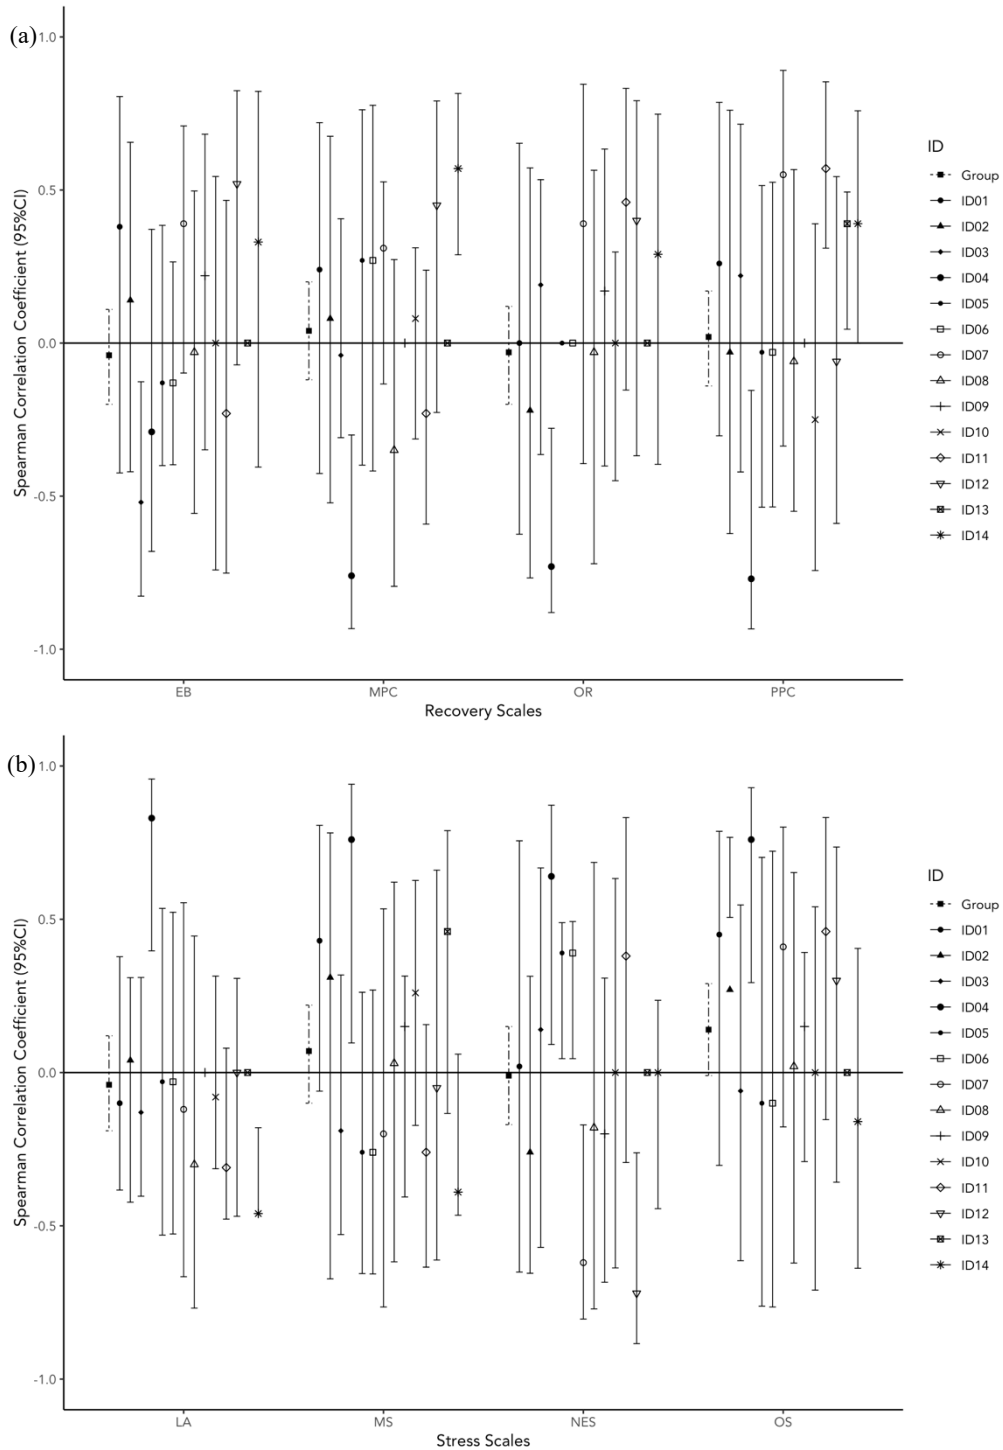 (a)
1.0
0.5
0.0
-0.5
-1.0
Spearman Correlation Coefficient (95%CI)
EB MPC OR PPC
Recovery Scales
ID
Group
ID01
ID02
ID03
ID04
ID05
ID06
ID07
ID08
ID09
ID10
ID11
ID12
ID13
ID14
(b)
1.0
0.5
0.0
-0.5
-1.0
Spearman Correlation Coefficient (95%CI)
LA MS NES OS
Stress Scales
ID
Group
ID01
ID02
ID03
ID04
ID05
ID06
ID07
ID08
ID09
ID10
ID11
ID12
ID13
ID14